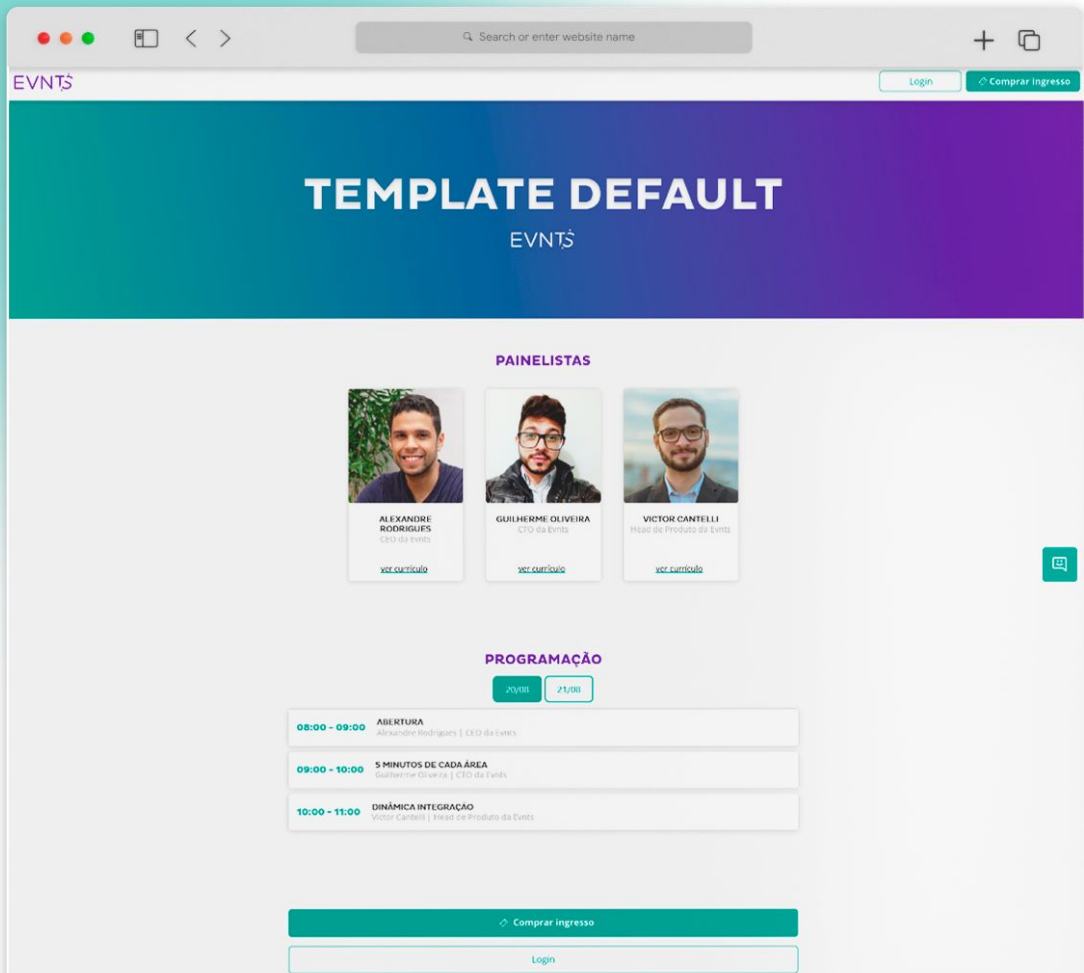 Search or enter website name
EVNTS
Login
Comprar ingresso
TEMPLATE DEFAULT
EVNTS
PAINELISTAS
ALEXANDRE
RODRIGUES
CEO da Evnts
ver currículo
GUILHERME OLIVEIRA
CTO da Evnts
ver currículo
VICTOR CANTELLI
Head de Produto da Evnts
ver currículo
PROGRAMAÇÃO
20/08 21/08
08:00 - 09:00 ABERTURA
Alexandre Rodrigues | CEO da Evnts
09:00 - 10:00 5 MINUTOS DE CADA ÁREA
Guilherme Oliveira | CTO da Evnts
10:00 - 11:00 DINÂMICA INTEGRAÇÃO
Victor Cantelli | Head de Produto da Evnts
Comprar ingresso
Login